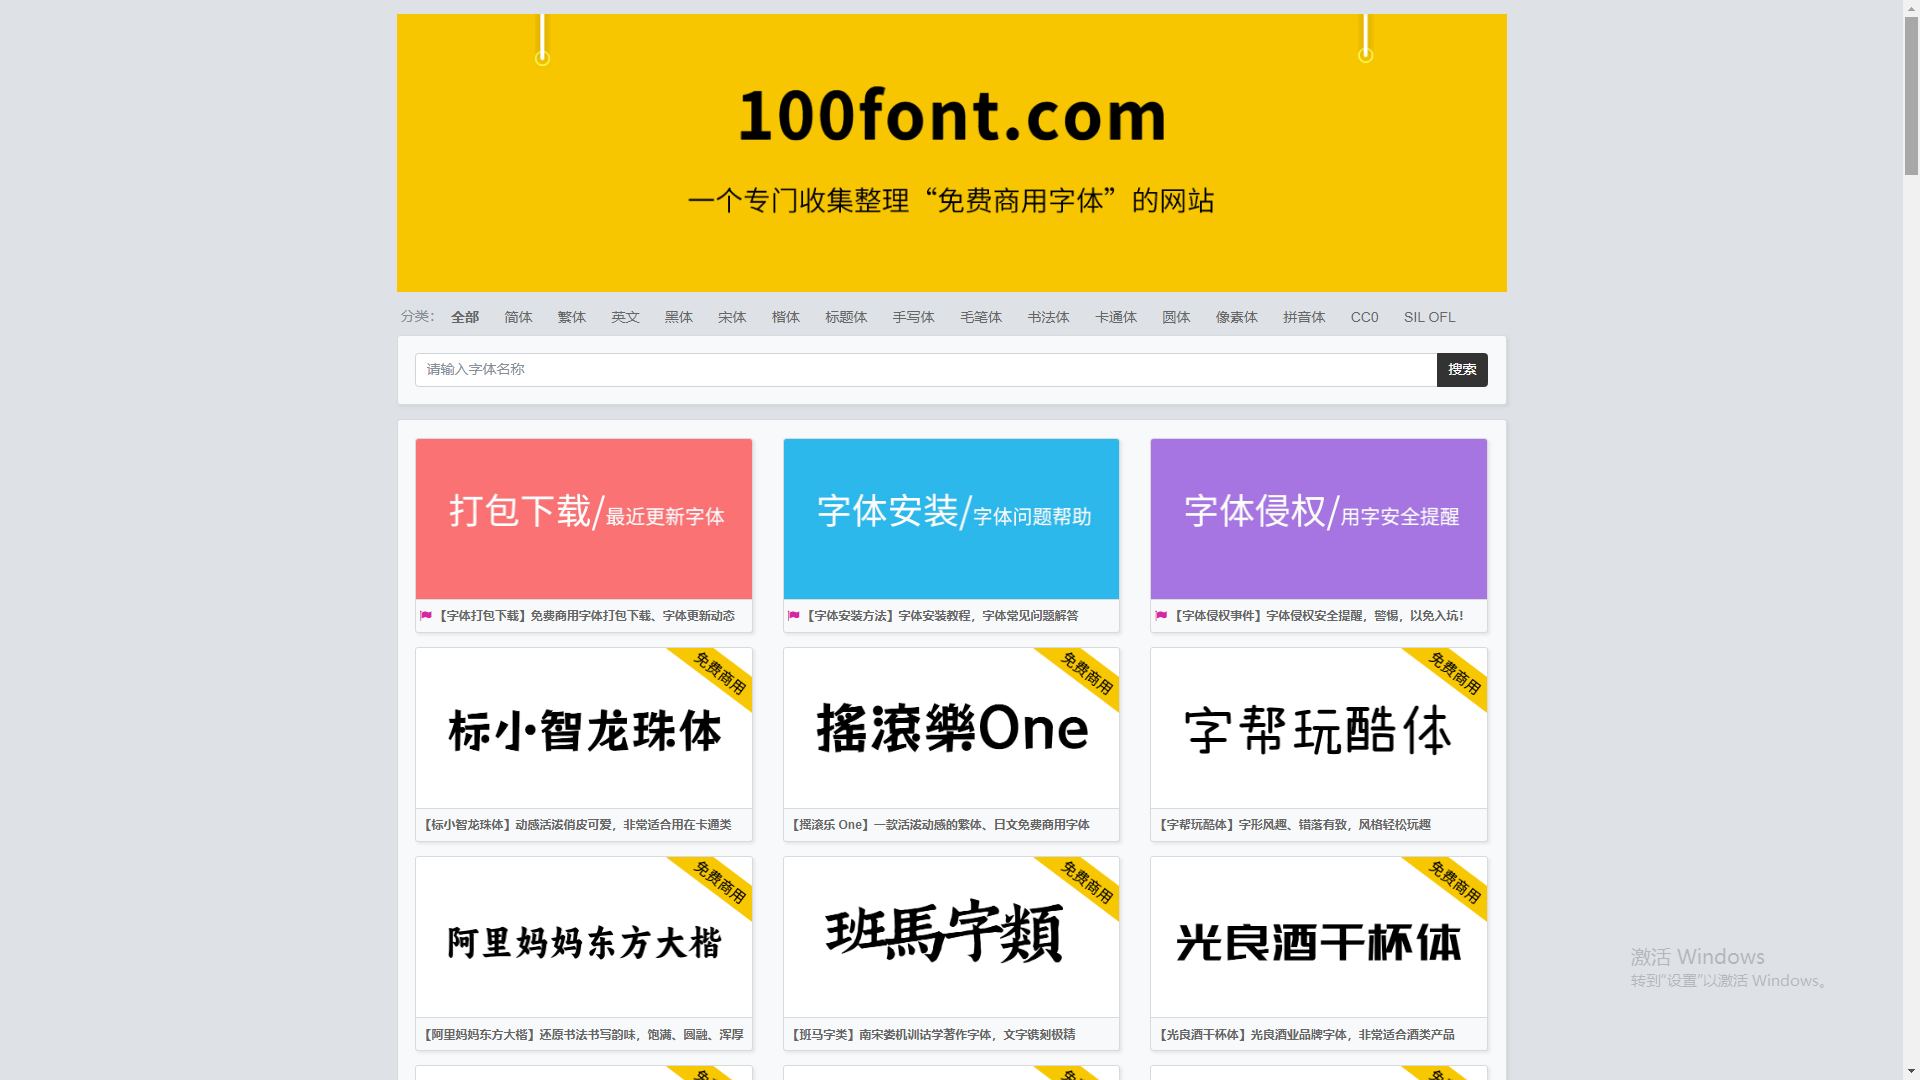 100font.com
一个专门收集整理“免费商用字体”的网站
分类： 全部 简体 繁体 英文 黑体 宋体 楷体 标题体 手写体 毛笔体 书法体 卡通体 圆体 像素体 拼音体 CC0 SIL OFL
请输入字体名称 搜索
打包下载/最近更新字体
字体安装/字体问题帮助
字体侵权/用字安全提醒
【字体打包下载】免费商用字体打包下载、字体更新动态
【字体安装方法】字体安装教程，字体常见问题解答
【字体侵权事件】字体侵权安全提醒，警惕，以免入坑！
免费商用
标小智龙珠体
免费商用
搖滾樂One
免费商用
字帮玩酷体
【标小智龙珠体】动感活泼俏皮可爱，非常适合用在卡通类
【摇滚乐 One】一款活泼动感的繁体、日文免费商用字体
【字帮玩酷体】字形风趣、错落有致，风格轻松玩趣
免费商用
阿里妈妈东方大楷
免费商用
班馬字類
免费商用
光良酒干杯体
【阿里妈妈东方大楷】还原书法书写韵味，饱满、圆融、浑厚
【班马字类】南宋娄机训诂学著作字体，文字镌刻极精
【光良酒干杯体】光良酒业品牌字体，非常适合酒类产品
激活 Windows
转到“设置”以激活 Windows。